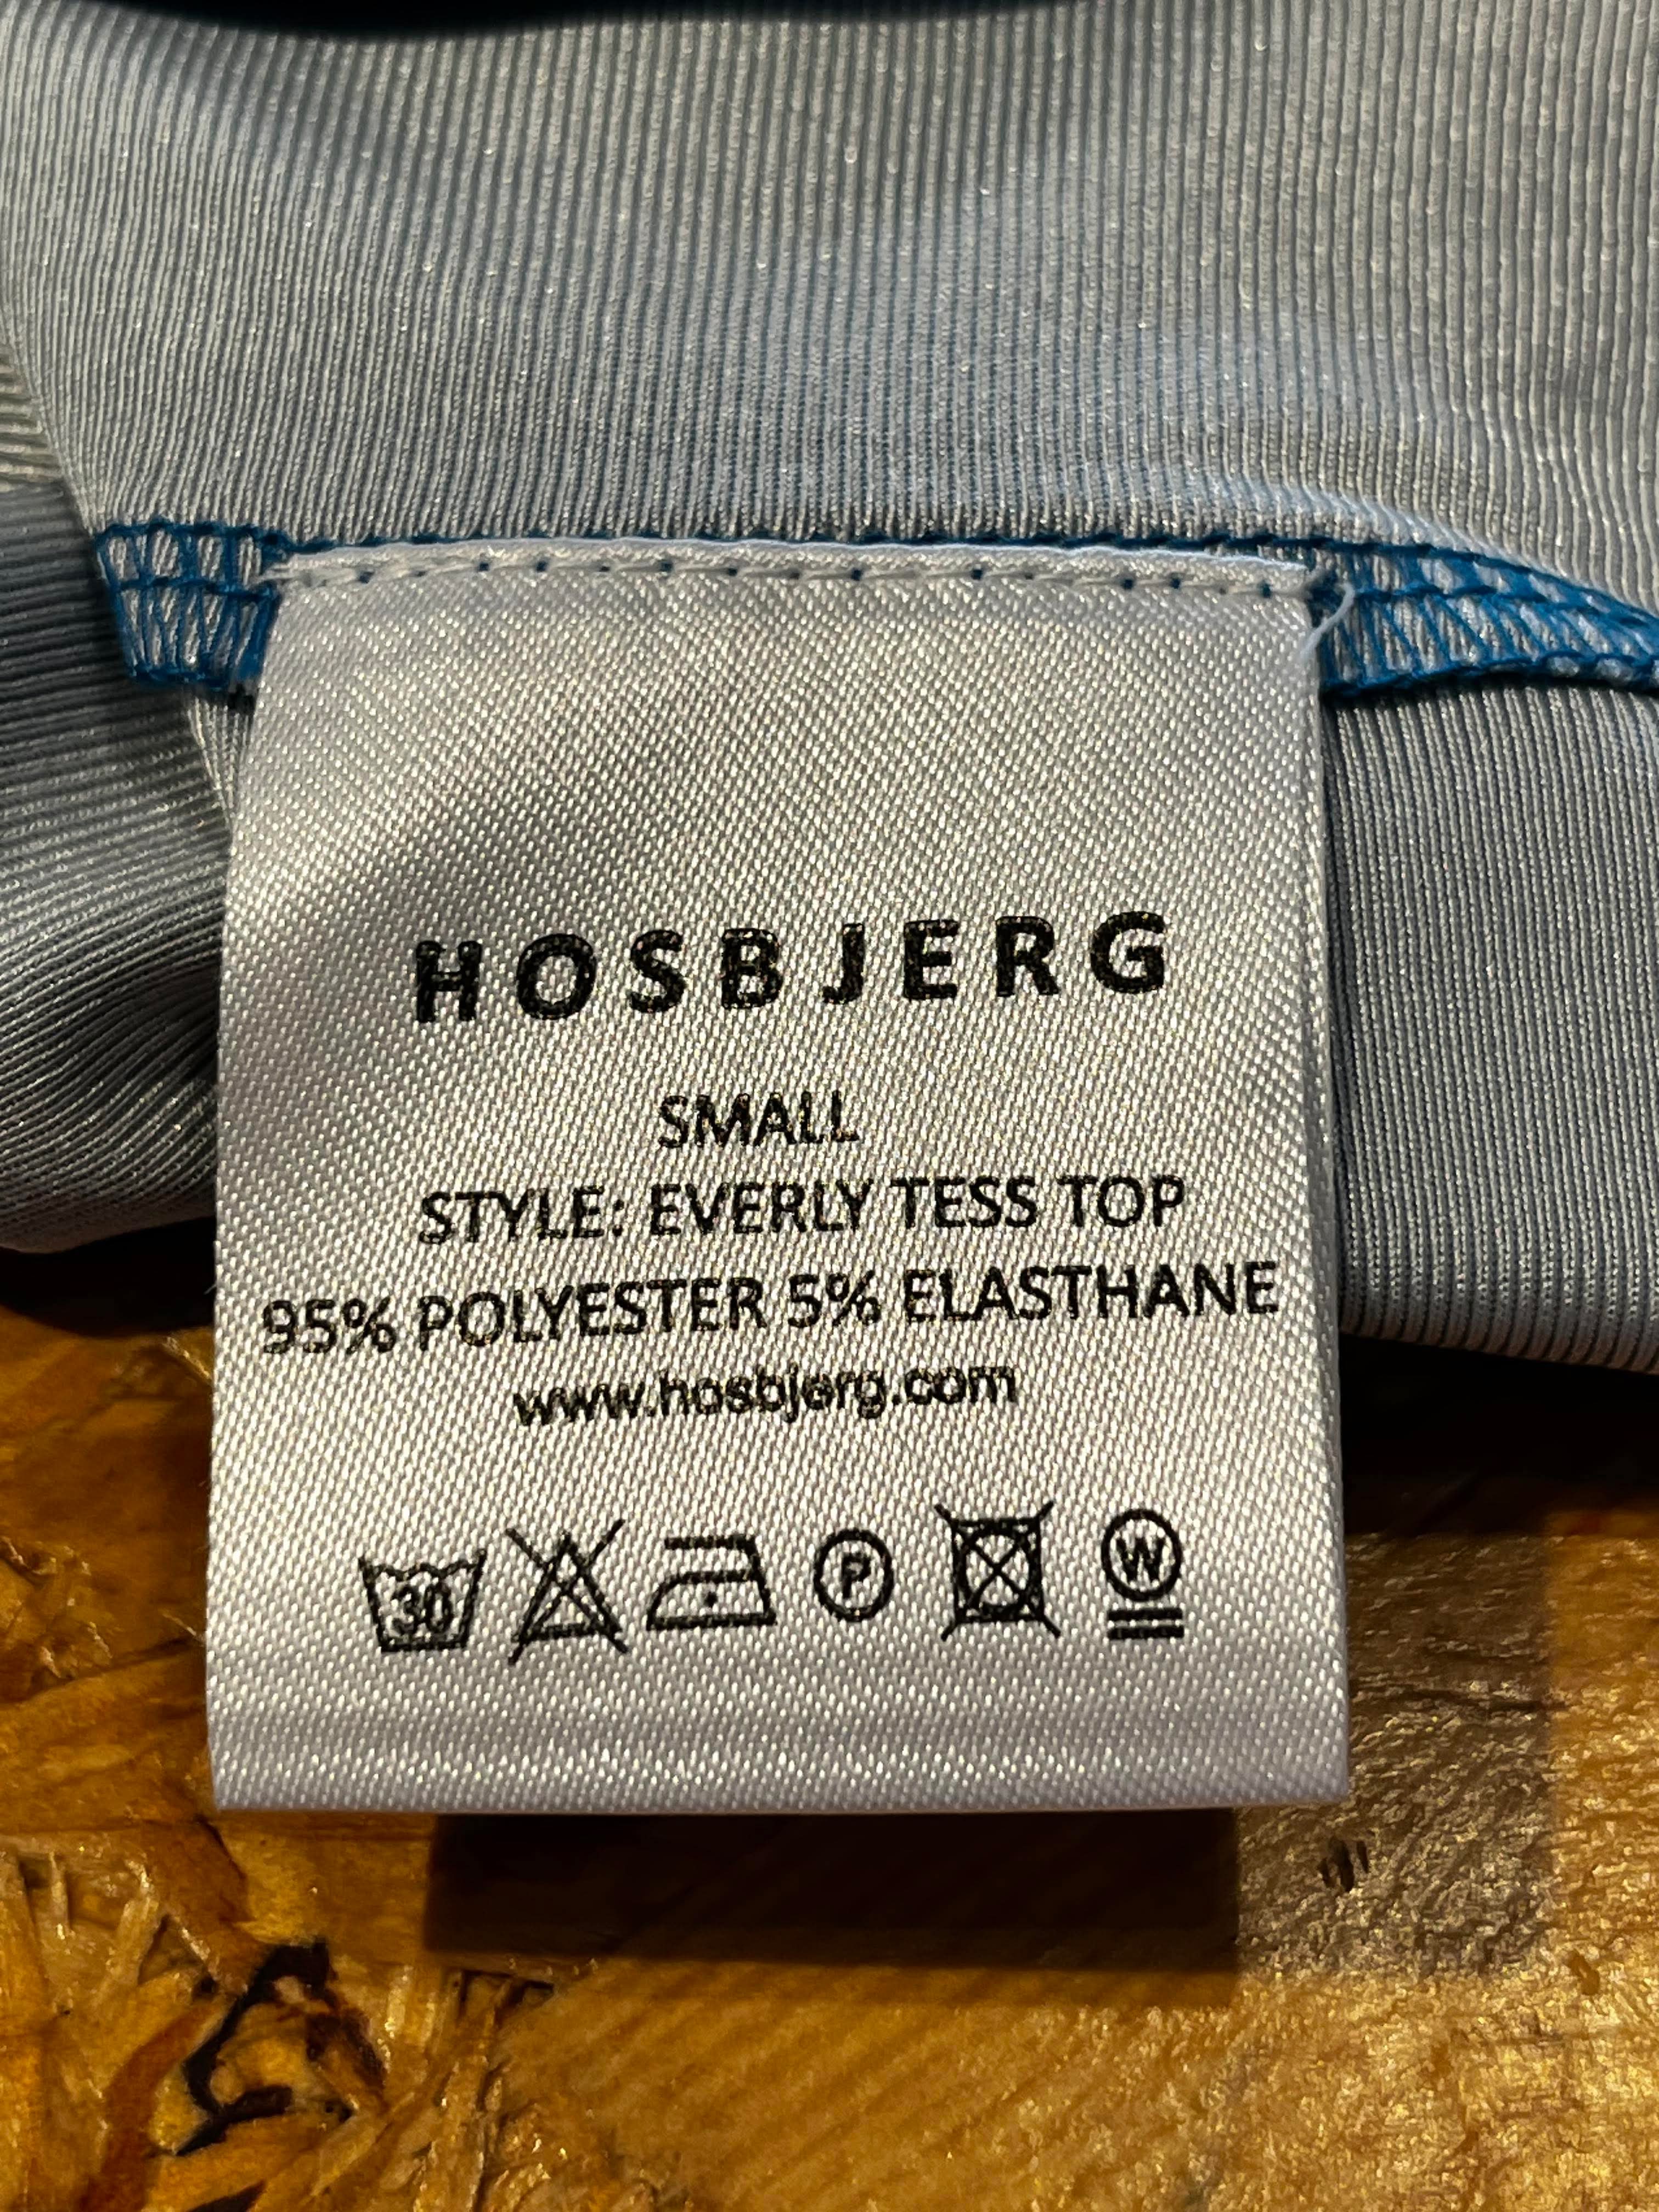 HOSBJERG
SMALL
STYLE: EVERLY TESS TOP
95% POLYESTER 5% ELASTHANE
www.hosbjerg.com
30 P W